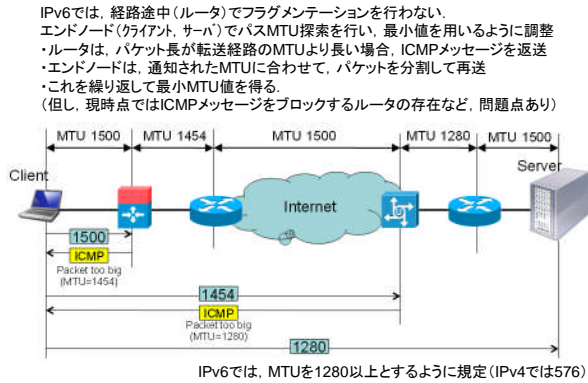 IPv6では，経路途中（ルータ）でフラグメンテーションを行わない．
エンドノード（クライアント，サーバ）でパスMTU探索を行い，最小値を用いるように調整
・ルータは，パケット長が転送経路のMTUより長い場合，ICMPメッセージを返送
・エンドノードは，通知されたMTUに合わせて，パケットを分割して再送
・これを繰り返して最小MTU値を得る．
（但し，現時点ではICMPメッセージをブロックするルータの存在など，問題点あり）
MTU 1500 MTU 1454 MTU 1500 MTU 1280 MTU 1500
Client
Server
Internet
1500
ICMP
Packet too big
(MTU=1454)
1454
ICMP
Packet too big
(MTU=1280)
1280
IPv6では，MTUを1280以上とするように規定（IPv4では576）